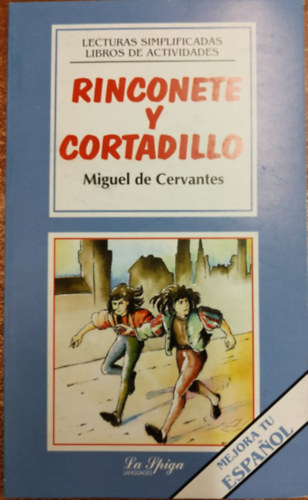 LECTURAS SIMPLIFICADAS
LIBROS DE ACTIVIDADES
RINCONETE
Y
CORTADILLO
Miguel de Cervantes
La Spiga
LANGUAGES
MEJORA TU
ESPAÑOL